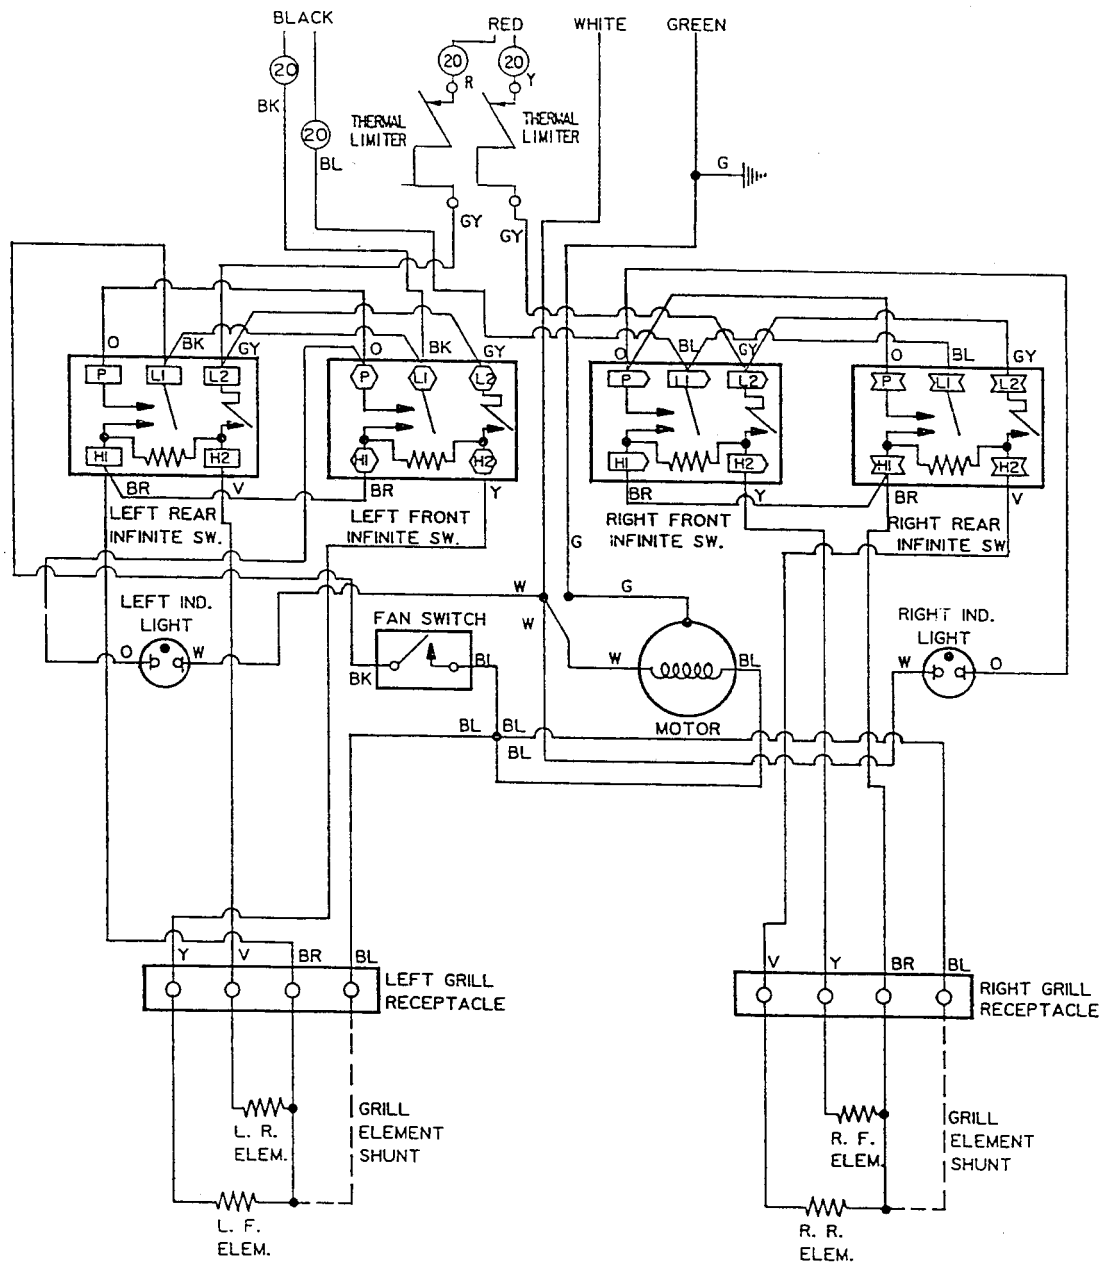 BLACK
RED
WHITE
GREEN
20
20
20
R
Y
BK
20
BL
THERMAL
LIMITER
THERMAL
LIMITER
G
GY
GY
O
BK
GY
O
BK
GY
O
BL
GY
O
BL
GY
P
L1
L2
P
L1
L2
P
L1
L2
P
L1
L2
H1
H2
H1
H2
H1
H2
H1
H2
BR
V
BR
Y
BR
Y
BR
V
LEFT REAR
INFINITE SW.
LEFT FRONT
INFINITE SW.
RIGHT FRONT
INFINITE SW.
RIGHT REAR
INFINITE SW
G
W
G
W
LEFT IND.
LIGHT
O
W
FAN SWITCH
BK
BL
W
BL
MOTOR
RIGHT IND.
LIGHT
W
O
BL
BL
BL
Y
V
BR
BL
LEFT GRILL
RECEPTACLE
V
Y
BR
BL
RIGHT GRILL
RECEPTACLE
L. R.
ELEM.
GRILL
ELEMENT
SHUNT
L. F.
ELEM.
R. F.
ELEM.
GRILL
ELEMENT
SHUNT
R. R.
ELEM.